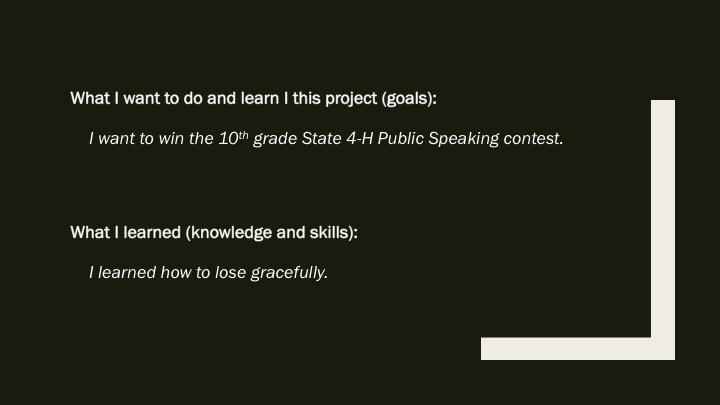 What I want to do and learn I this project (goals):
I want to win the 10th grade State 4-H Public Speaking contest.
What I learned (knowledge and skills):
I learned how to lose gracefully.